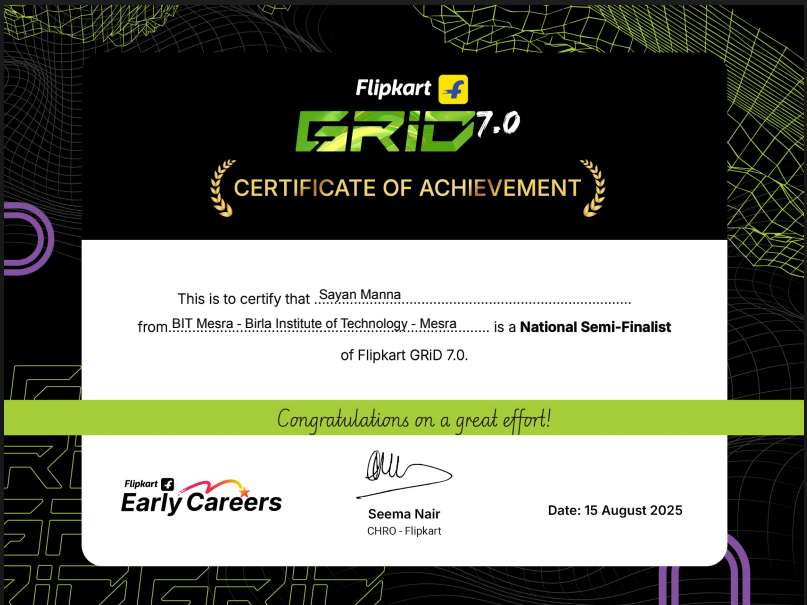 Flipkart
GRiD 7.0
CERTIFICATE OF ACHIEVEMENT
This is to certify that Sayan Manna
from BIT Mesra - Birla Institute of Technology - Mesra is a National Semi-Finalist
of Flipkart GRiD 7.0.
Congratulations on a great effort!
Flipkart
Early Careers
Seema Nair
CHRO - Flipkart
Date: 15 August 2025